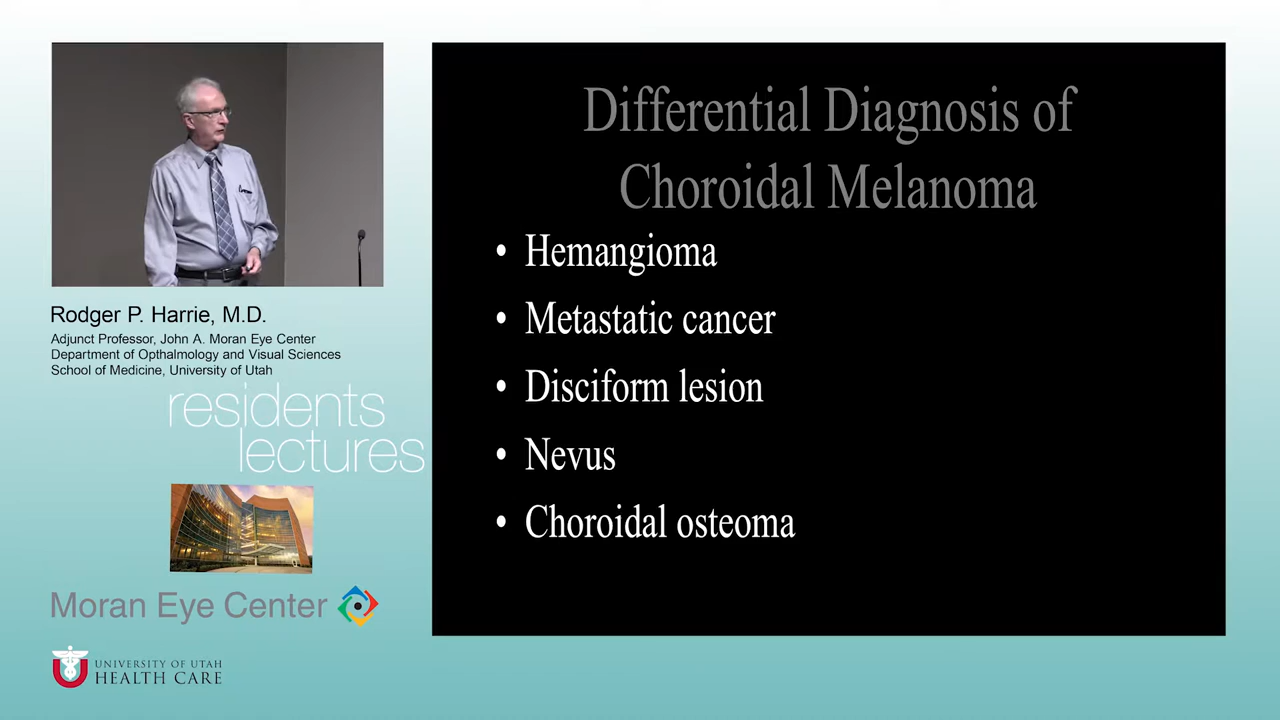 Differential Diagnosis of
Choroidal Melanoma
• Hemangioma
• Metastatic cancer
• Disciform lesion
• Nevus
• Choroidal osteoma
Rodger P. Harrie, M.D.
Adjunct Professor, John A. Moran Eye Center
Department of Opthalmology and Visual Sciences
School of Medicine, University of Utah
residents
lectures
Moran Eye Center
UNIVERSITY OF UTAH
HEALTH CARE